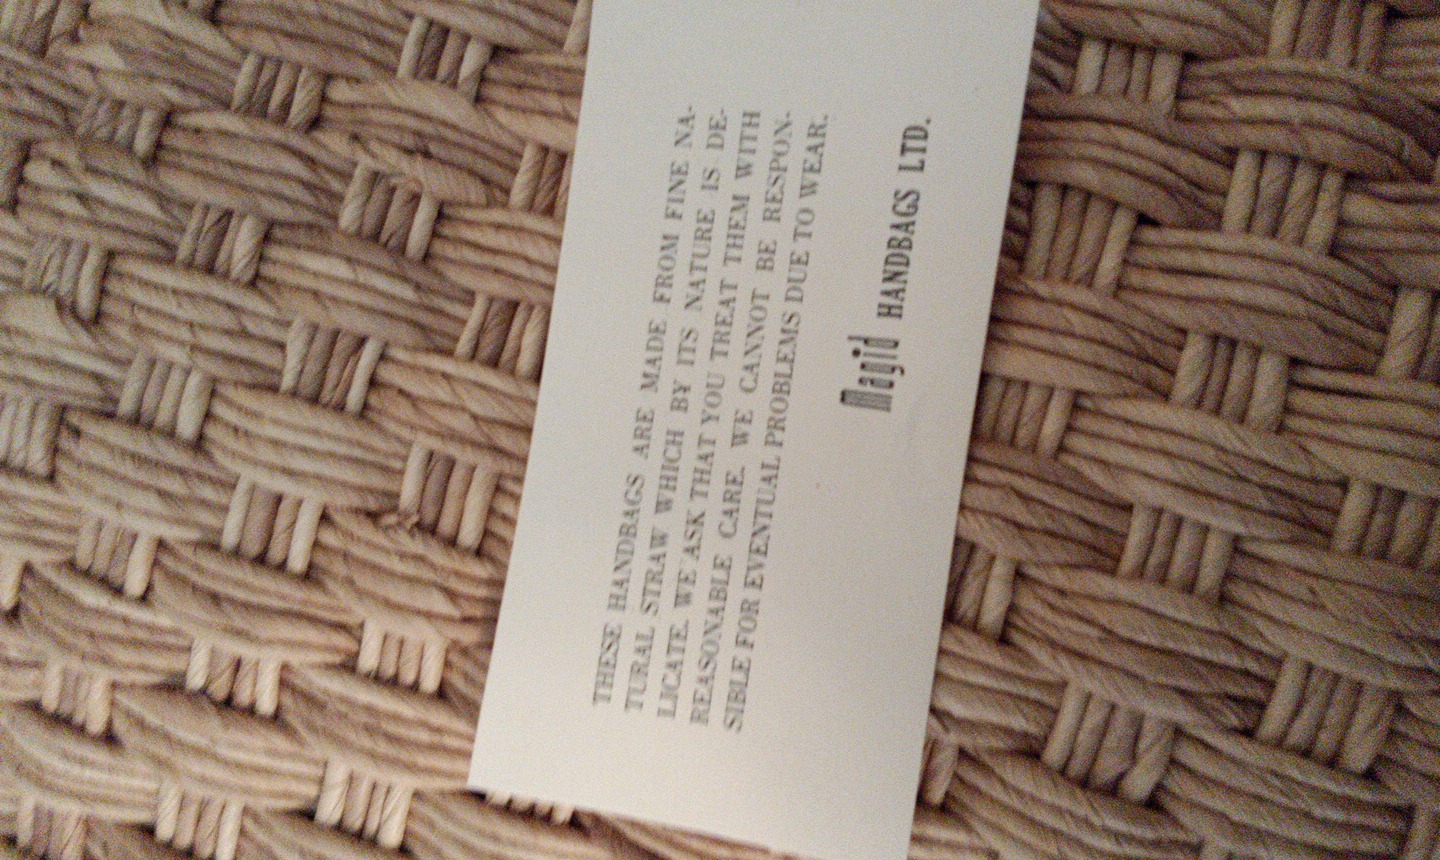 THESE HANDBAGS ARE MADE FROM FINE NA-
TURAL STRAW WHICH BY ITS NATURE IS DE-
LICATE. WE ASK THAT YOU TREAT THEM WITH
REASONABLE CARE. WE CANNOT BE RESPON-
SIBLE FOR EVENTUAL PROBLEMS DUE TO WEAR.
Magid HANDBAGS LTD.